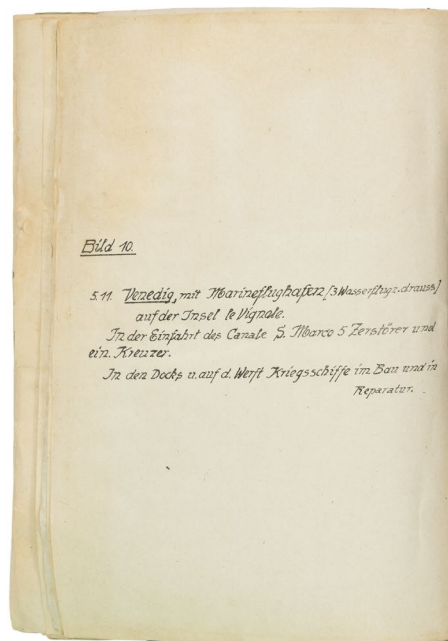 Bild 10.
5.11. Venedig, mit Marineflughafen [3 Wasserflugz. drauss]
auf der Insel le Vignole.
In der Einfahrt des Canale S. Marco 5 Zerstörer und
ein. Kreuzer.
In den Docks u. auf d. Werft Kriegsschiffe im Bau und in
Reparatur.